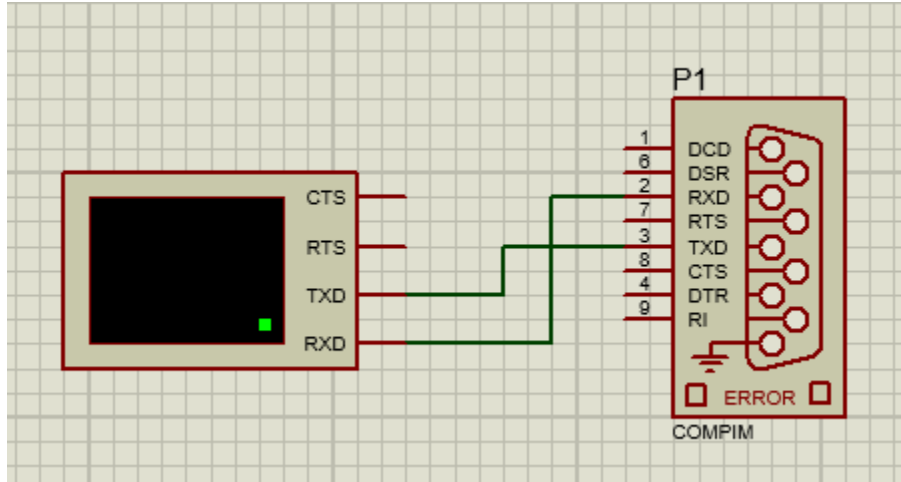 P1
CTS
RTS
TXD
RXD
1 DCD
6 DSR
2 RXD
7 RTS
3 TXD
8 CTS
4 DTR
9 RI
ERROR
COMPIM